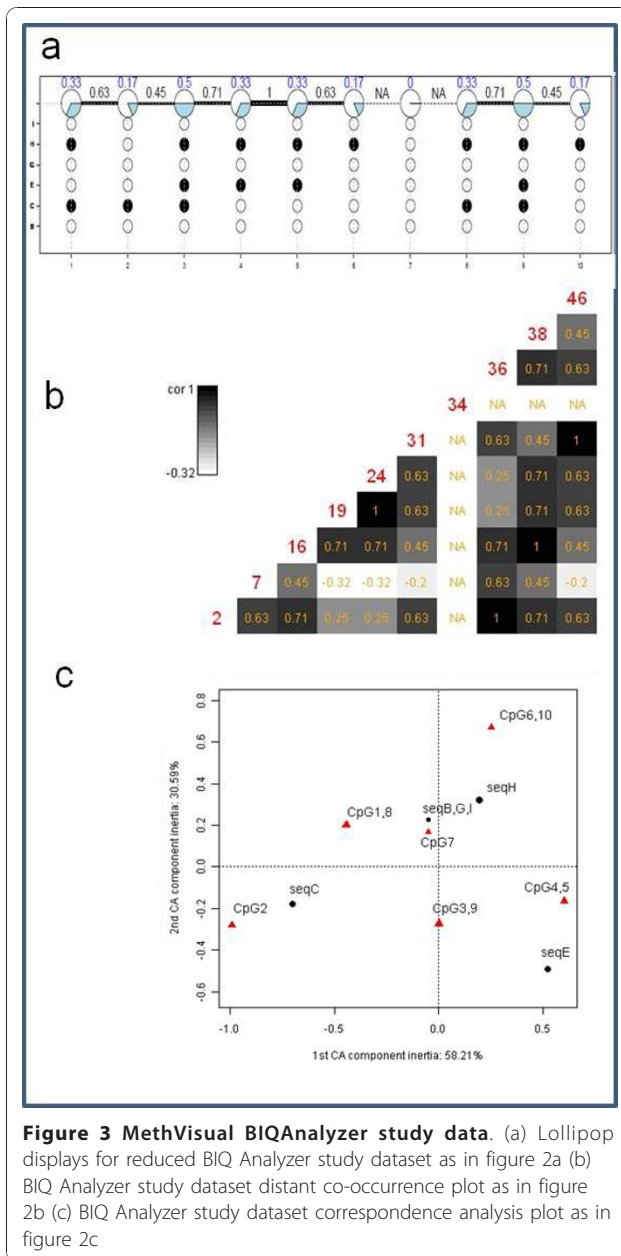 a
0.33 0.17 0.5 0.33 0.33 0.17 0 0.33 0.5 0.17
0.63 0.45 0.71 1 0.63 NA NA 0.71 0.45
I
H
G
E
C
B
1 2 3 4 5 6 7 8 9 10
b
46
38 0.45
36 0.71 0.63
34 NA NA NA
cor 1
-0.32
31 NA 0.63 0.45 1
24 0.63 NA 0.25 0.71 0.63
19 1 0.63 NA 0.25 0.71 0.63
16 0.71 0.71 0.45 NA 0.71 1 0.45
7 0.45 -0.32 -0.32 -0.2 NA 0.63 0.45 -0.2
2 0.63 0.71 0.25 0.25 0.63 NA 1 0.71 0.63
c
2nd CA component inertia: 30.59%
0.8
0.6
0.4
0.2
0.0
-0.2
-0.4
-0.6
CpG6,10
seqH
CpG1,8
seqB,G,I
CpG7
CpG4,5
seqC
CpG2
CpG3,9
seqE
-1.0 -0.5 0.0 0.5
1st CA component inertia: 58.21%
Figure 3 MethVisual BIQAnalyzer study data. (a) Lollipop
displays for reduced BIQ Analyzer study dataset as in figure 2a (b)
BIQ Analyzer study dataset distant co-occurrence plot as in figure
2b (c) BIQ Analyzer study dataset correspondence analysis plot as in
figure 2c